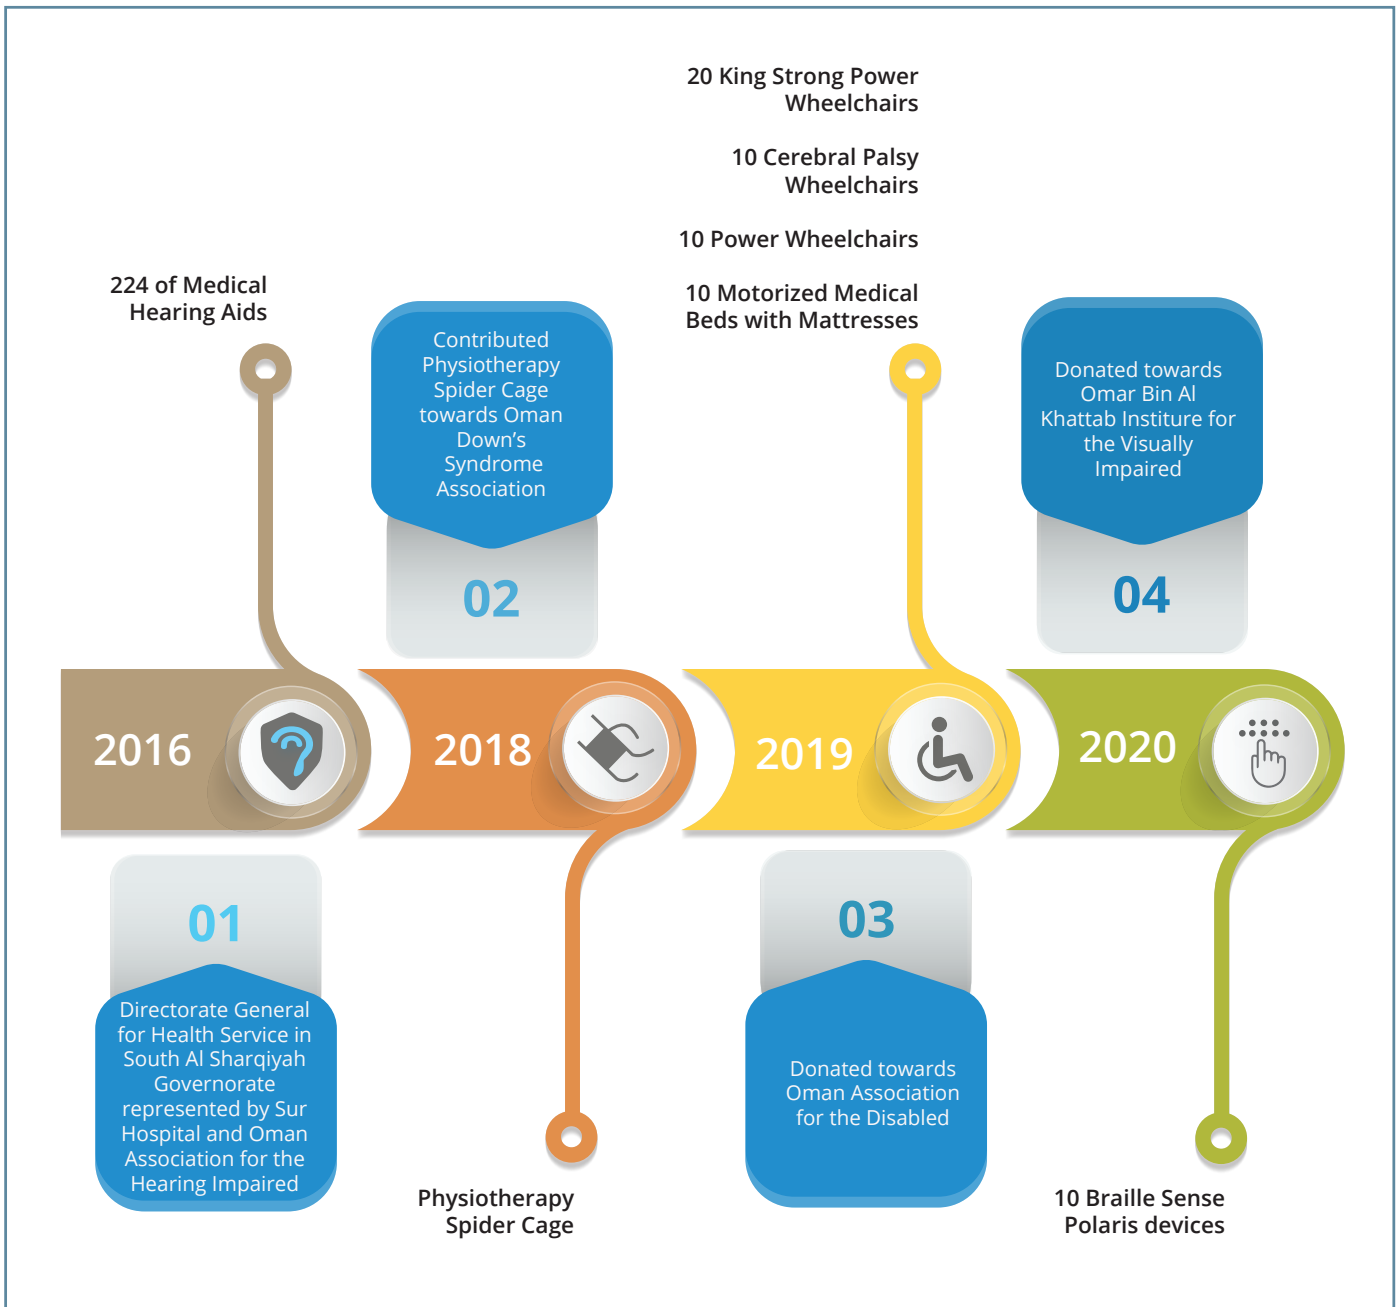 20 King Strong Power
Wheelchairs
10 Cerebral Palsy
Wheelchairs
10 Power Wheelchairs
10 Motorized Medical
Beds with Mattresses
224 of Medical
Hearing Aids
Contributed
Physiotherapy
Spider Cage
towards Oman
Down's
Syndrome
Association
02
Donated towards
Omar Bin Al
Khattab Institure for
the Visually
Impaired
04
2016
2018
2019
2020
01
Directorate General
for Health Service in
South Al Sharqiyah
Governorate
represented by Sur
Hospital and Oman
Association for the
Hearing Impaired
03
Donated towards
Oman Association
for the Disabled
Physiotherapy
Spider Cage
10 Braille Sense
Polaris devices